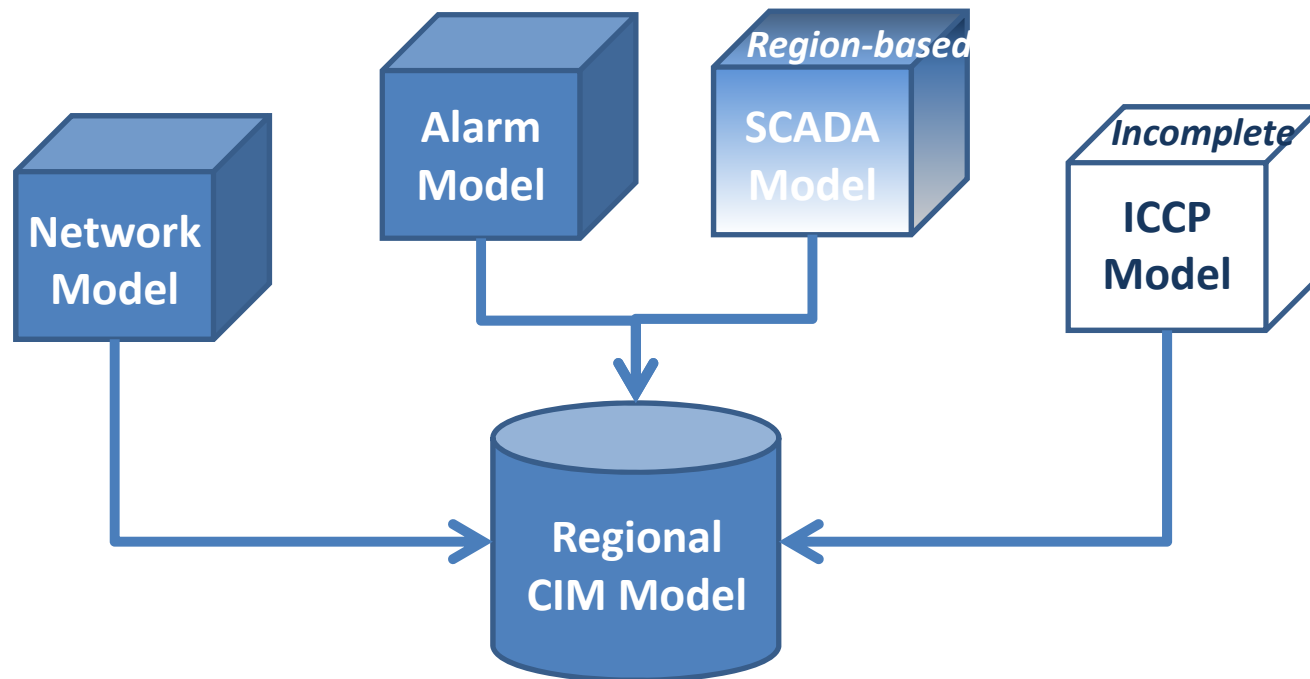 Network
Model
Alarm
Model
Region-based
SCADA
Model
Incomplete
ICCP
Model
Regional
CIM Model